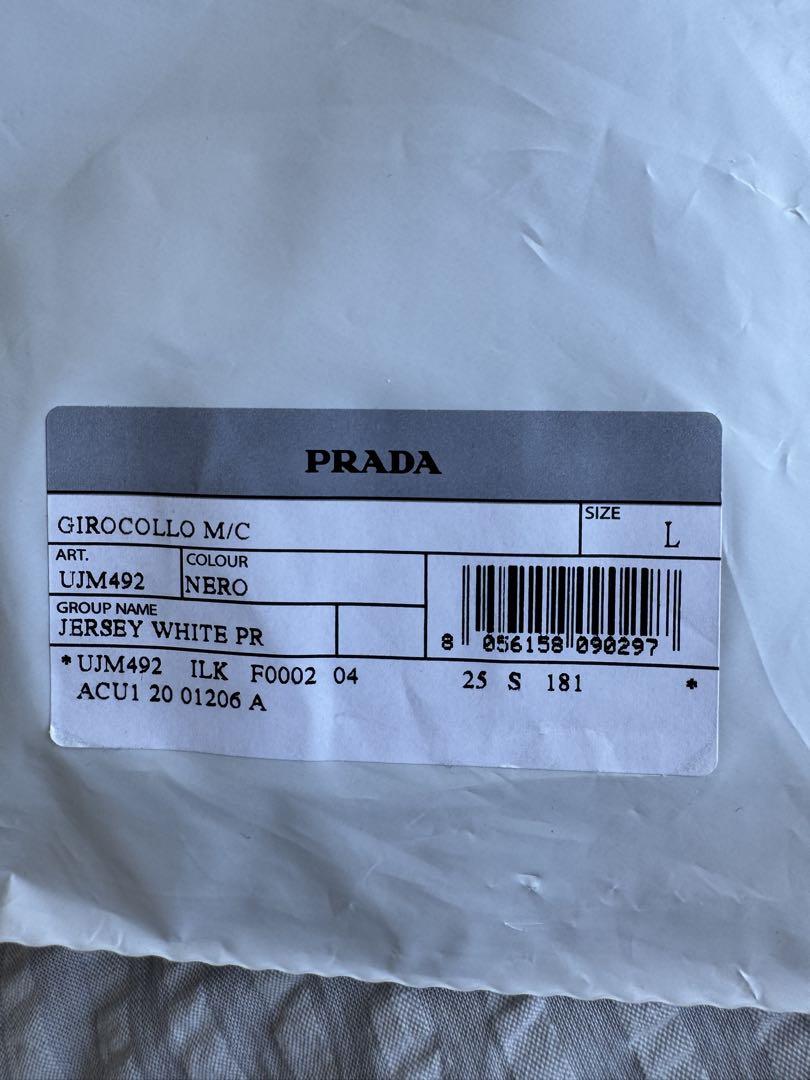 PRADA
GIROCOLLO M/C
SIZE
L
ART.
UJM492
COLOUR
NERO
GROUP NAME
JERSEY WHITE PR
8 056158 090297
*UJM492 ILK F0002 04 25 S 181 *
ACU1 20 01206 A